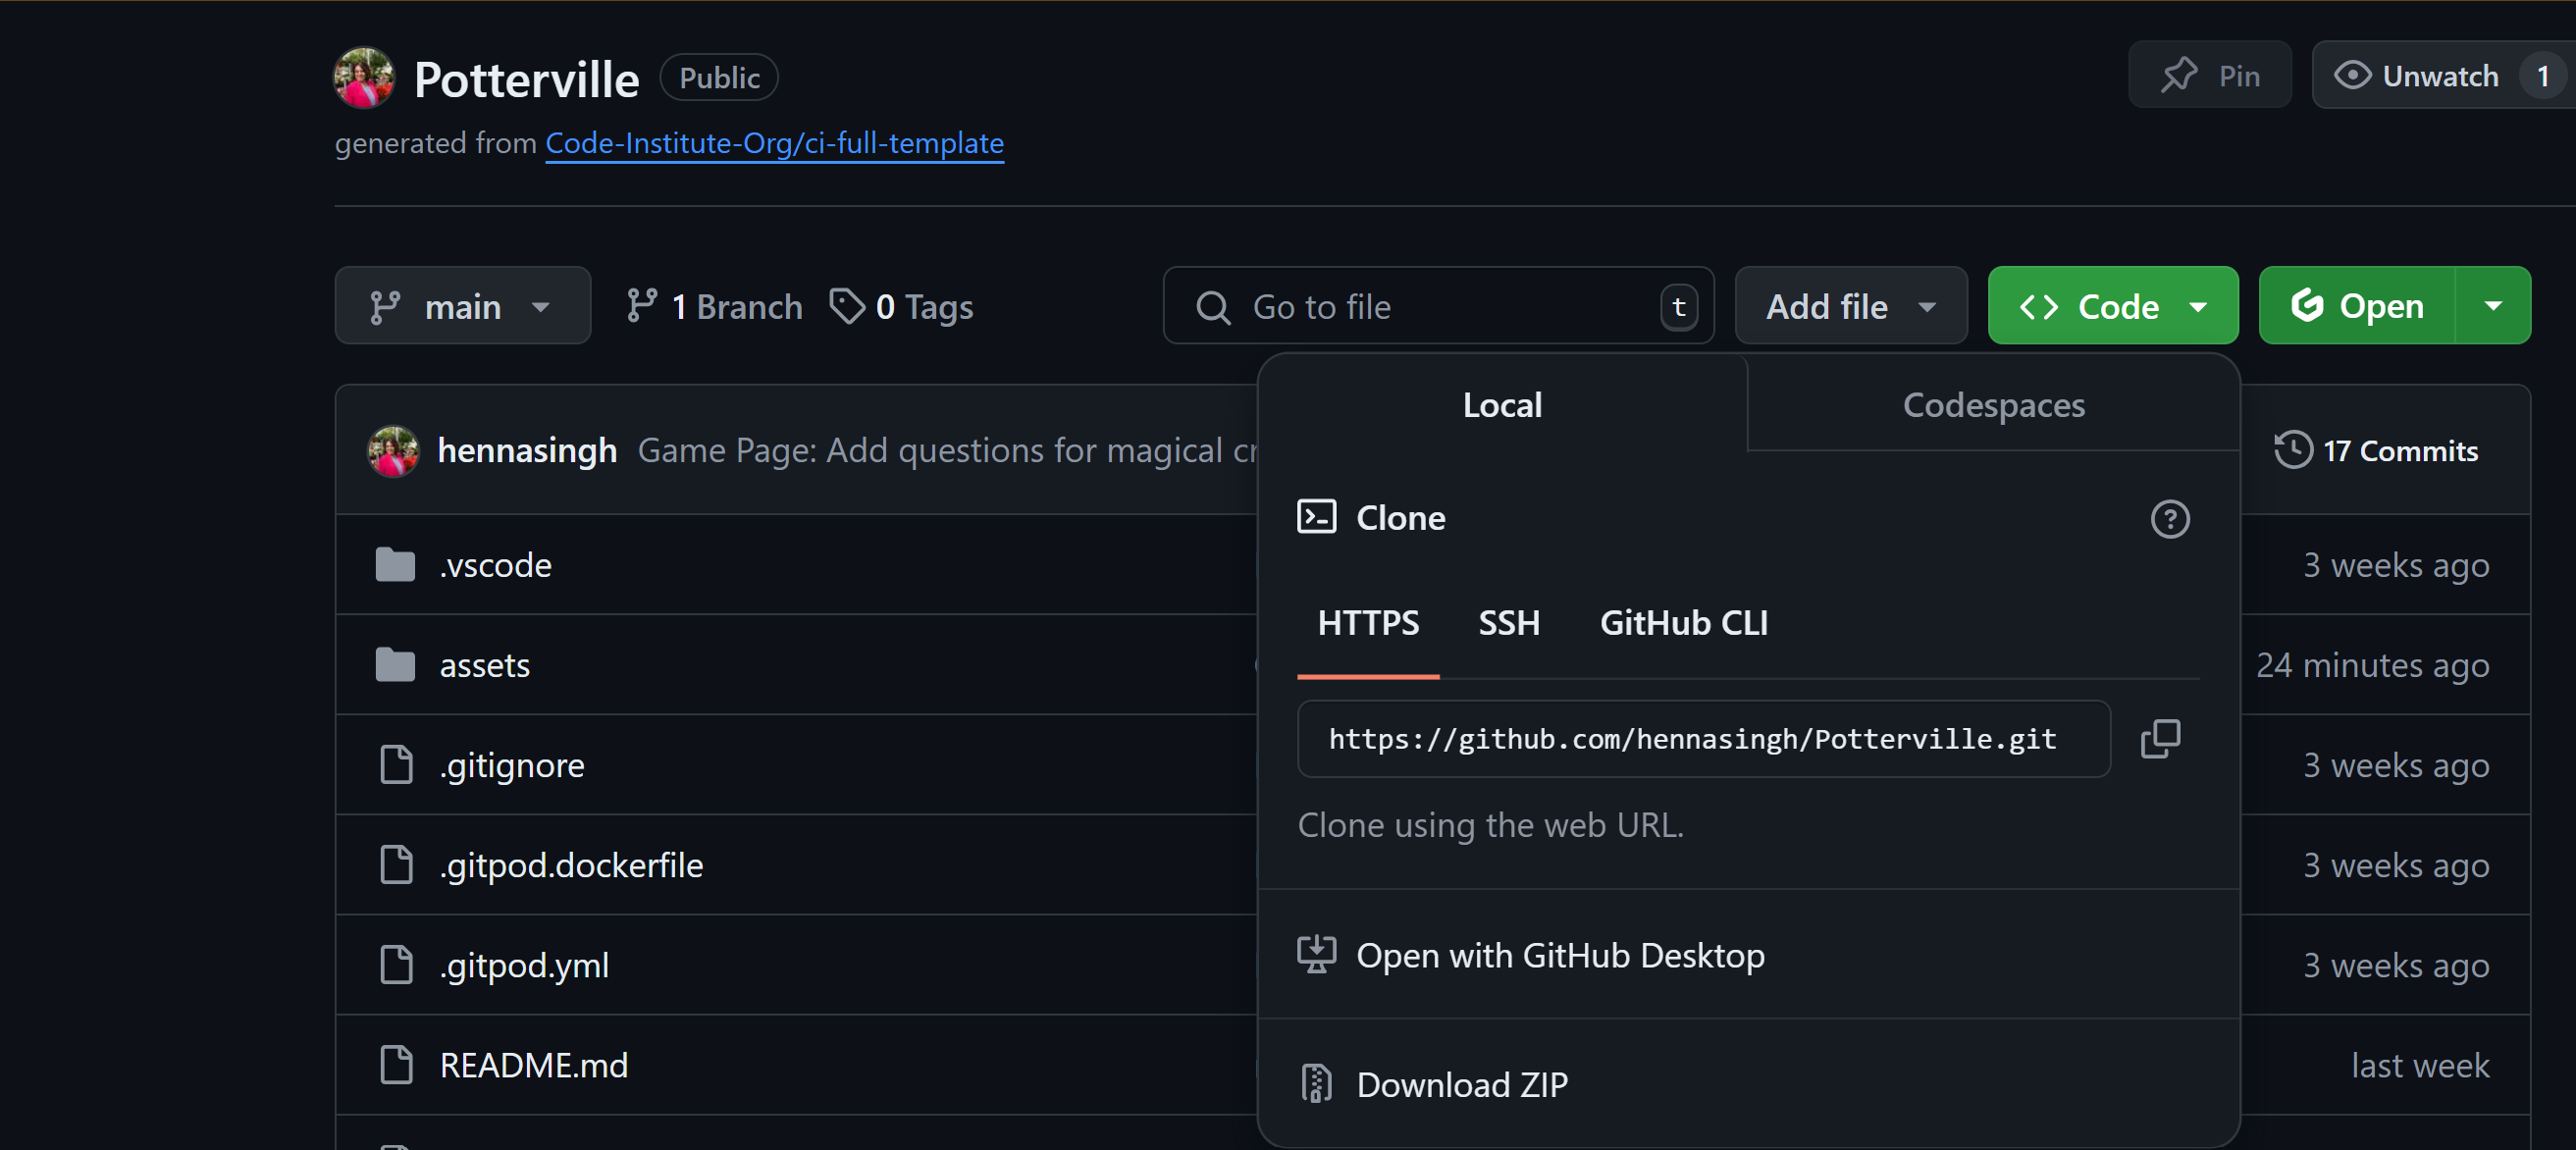 Potterville Public Pin Unwatch 1
generated from Code-Institute-Org/ci-full-template
main 1 Branch 0 Tags Go to file t Add file Code Open
Local Codespaces
hennasingh Game Page: Add questions for magical 17 Commits
Clone
.vscode 3 weeks ago
HTTPS SSH GitHub CLI
assets 24 minutes ago
https://github.com/hennasingh/Potterville.git
.gitignore 3 weeks ago
Clone using the web URL.
.gitpod.dockerfile 3 weeks ago
Open with GitHub Desktop
.gitpod.yml 3 weeks ago
README.md last week
Download ZIP